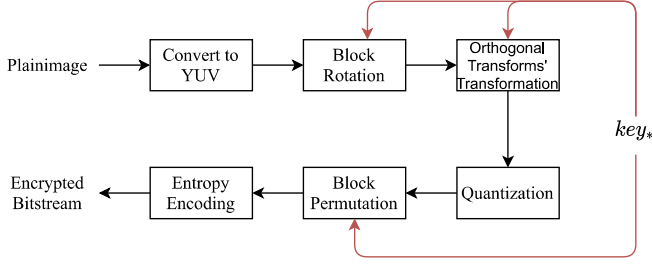 Plainimage
Convert to
YUV
Block
Rotation
Orthogonal
Transforms'
Transformation
key*
Encrypted
Bitstream
Entropy
Encoding
Block
Permutation
Quantization